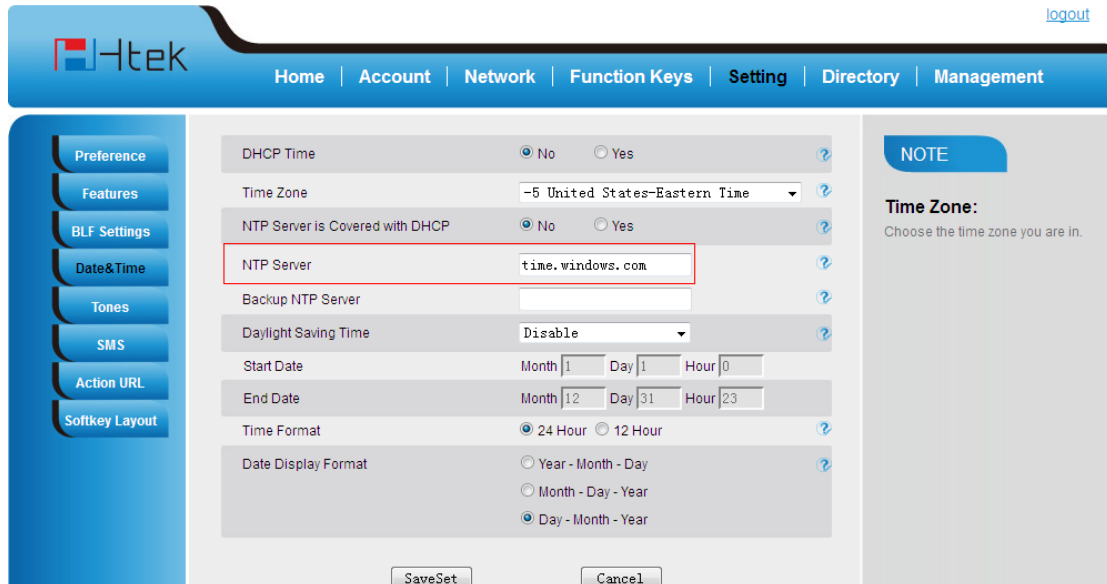 logout
Htek
Home Account Network Function Keys Setting Directory Management
Preference
Features
BLF Settings
Date&Time
Tones
SMS
Action URL
Softkey Layout
DHCP Time No Yes
Time Zone -5 United States-Eastern Time
NTP Server is Covered with DHCP No Yes
NTP Server time.windows.com
Backup NTP Server
Daylight Saving Time Disable
Start Date Month 1 Day 1 Hour 0
End Date Month 12 Day 31 Hour 23
Time Format 24 Hour 12 Hour
Date Display Format Year - Month - Day
Month - Day - Year
Day - Month - Year
SaveSet Cancel
NOTE
Time Zone:
Choose the time zone you are in.